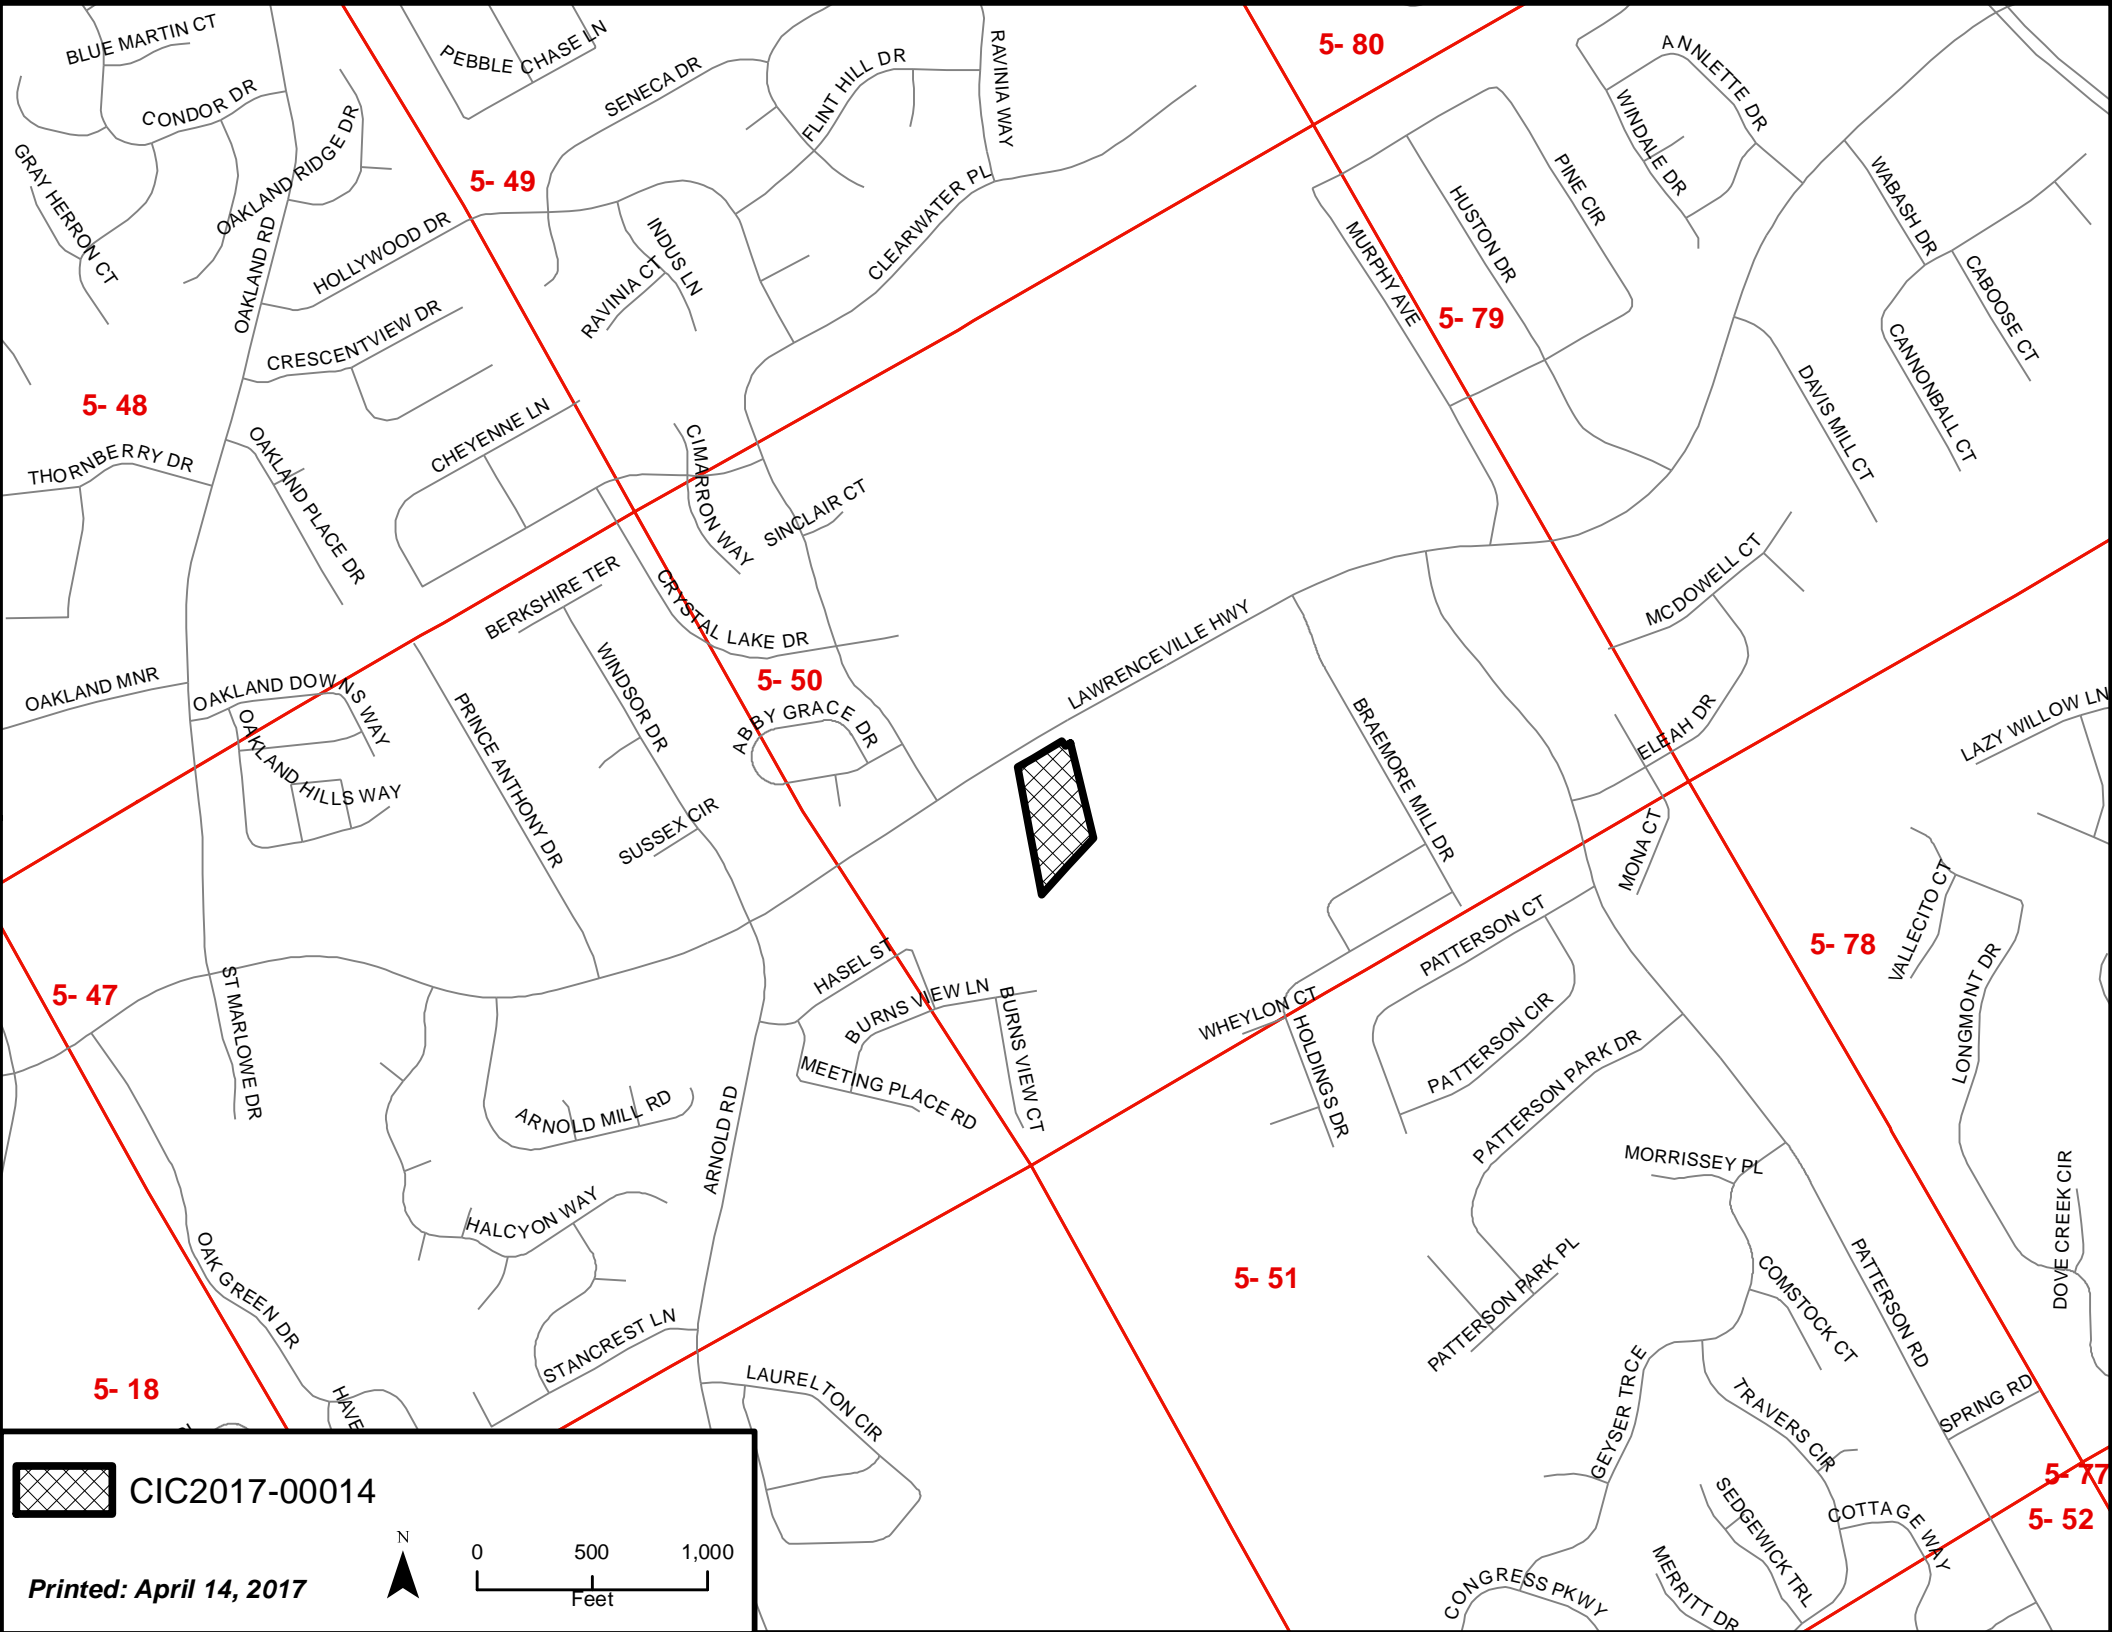 BLUE MARTIN CT
CONDOR DR
GRAY HERRON CT
OAKLAND RIDGE DR
OAKLAND RD
PEBBLE CHASE LN
SENECA DR
FLINT HILL DR
RAVINIA WAY
5- 80
ANNLETTE DR
WINDALE DR
5- 49
HOLLYWOOD DR
INDUS LN
RAVINIA CT
CLEARWATER PL
MURPHY AVE
HUSTON DR
PINE CIR
WABASH DR
CABOOSE CT
5- 79
CRESCENTVIEW DR
5- 48
CANNONBALL CT
DAVIS MILL CT
THORNBERRY DR
OAKLAND PLACE DR
CHEYENNE LN
CIMARRON WAY
SINCLAIR CT
BERKSHIRE TER
CRYSTAL LAKE DR
LAWRENCEVILLE HWY
MCDOWELL CT
OAKLAND MNR
OAKLAND DOWNS WAY
OAKLAND HILLS WAY
PRINCE ANTHONY DR
WINDSOR DR
5- 50
ABBY GRACE DR
SUSSEX CIR
BRAEMORE MILL DR
ELEAH DR
LAZY WILLOW LN
MONA CT
5- 47
ST MARLOWE DR
HASEL ST
BURNS VIEW LN
BURNS VIEW CT
MEETING PLACE RD
WHEYLON CT
HOLDINGS DR
PATTERSON CT
PATTERSON CIR
PATTERSON PARK DR
5- 78
VALLECITO CT
LONGMONT DR
ARNOLD MILL RD
ARNOLD RD
HALCYON WAY
OAK GREEN DR
STANCREST LN
5- 51
MORRISSEY PL
PATTERSON PARK PL
COMSTOCK CT
PATTERSON RD
DOVE CREEK CIR
5- 18
HAVE
LAURELTON CIR
GEYSER TRCE
TRAVERS CIR
SPRING RD
5- 77
5- 52
SEDGEWICK TRL
COTTAGE WAY
MERRITT DR
CONGRESS PKWY
CIC2017-00014
N
0 500 1,000
Feet
Printed: April 14, 2017